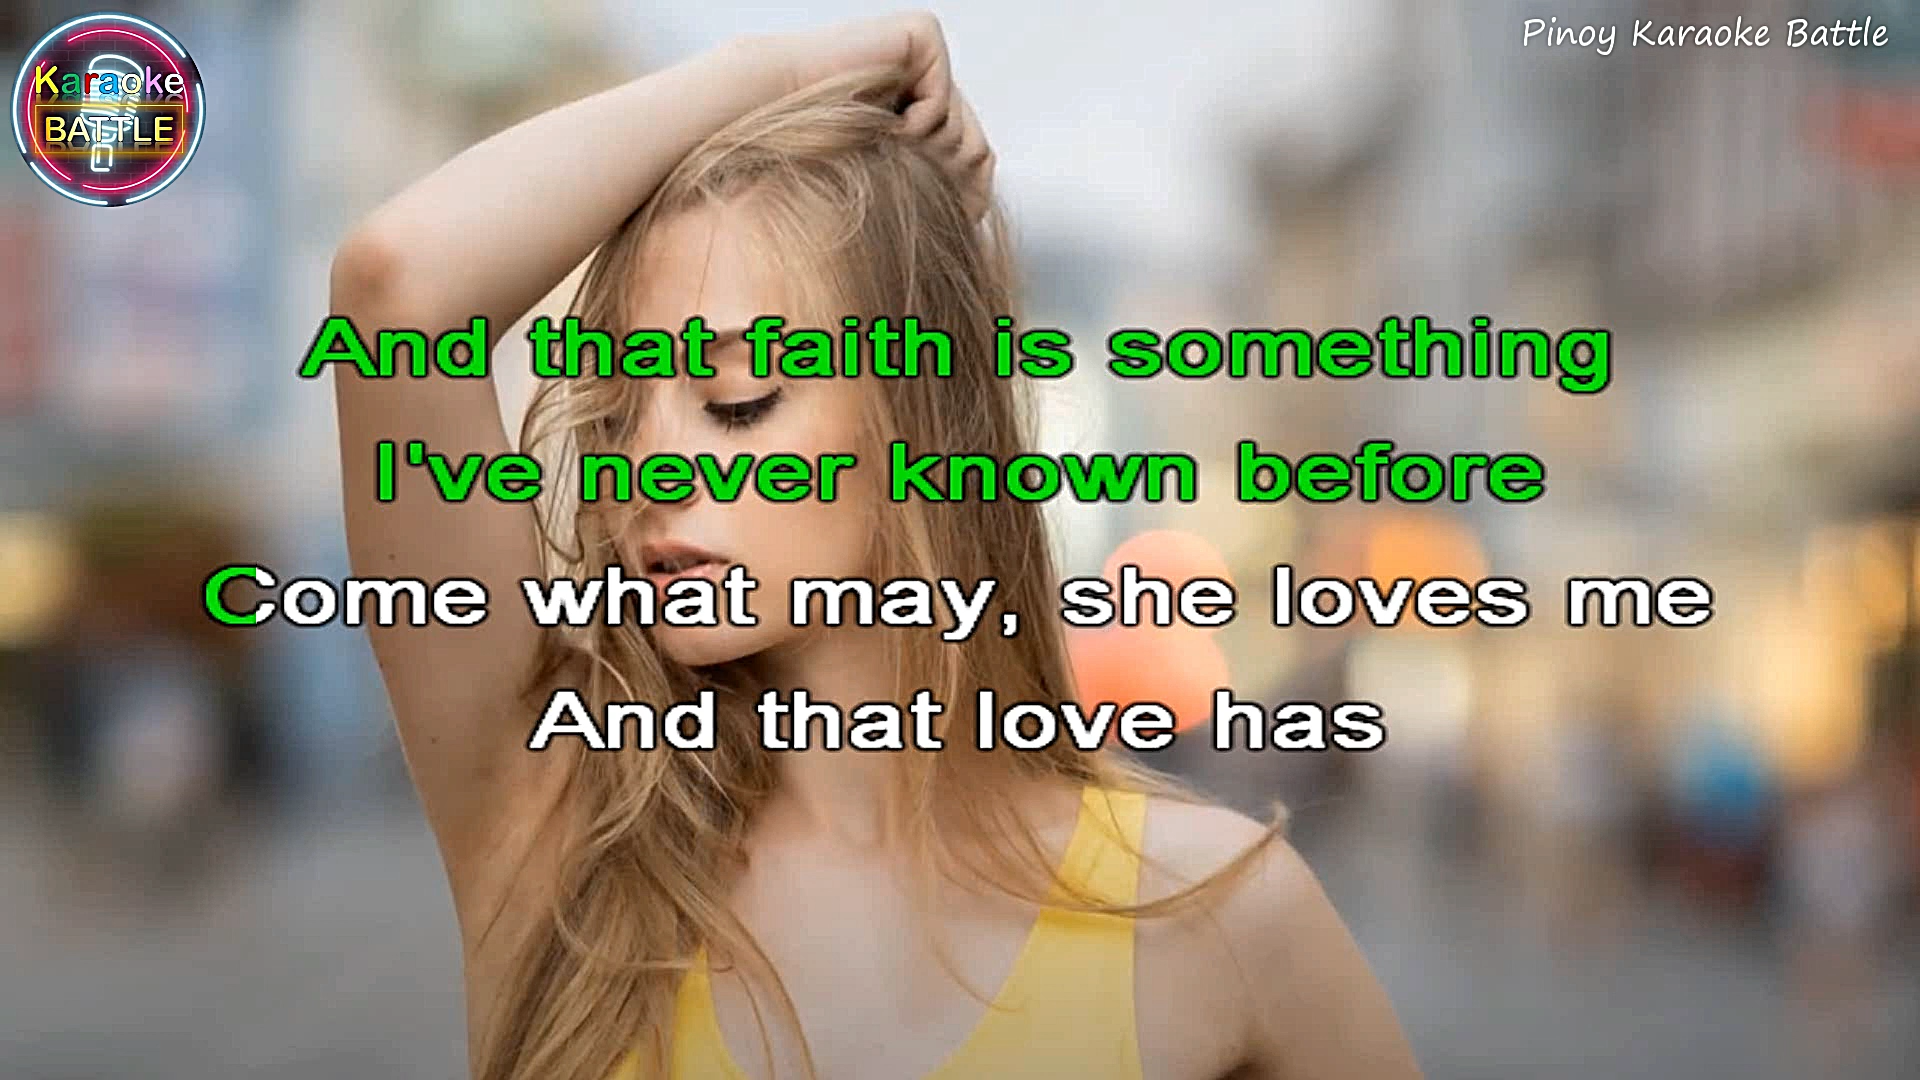 Karaoke
BATTLE
Pinoy Karaoke Battle
And that faith is something
I've never known before
Come what may, she loves me
And that love has